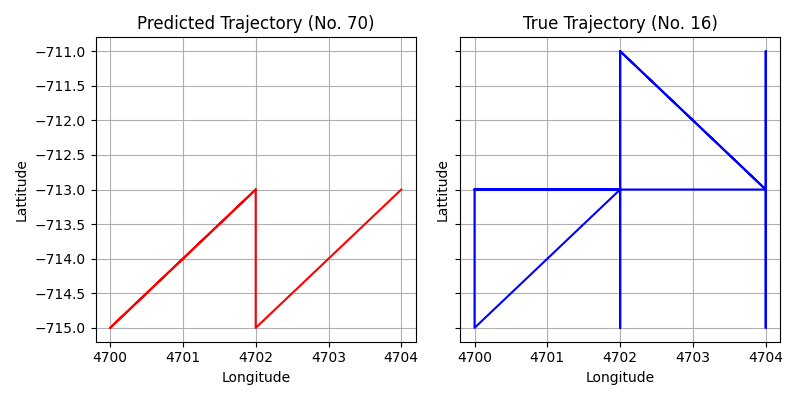 Predicted Trajectory (No. 70)
True Trajectory (No. 16)
Lattitude
−711.0
−711.5
−712.0
−712.5
−713.0
−713.5
−714.0
−714.5
−715.0
4700 4701 4702 4703 4704
Longitude
Lattitude
4700 4701 4702 4703 4704
Longitude